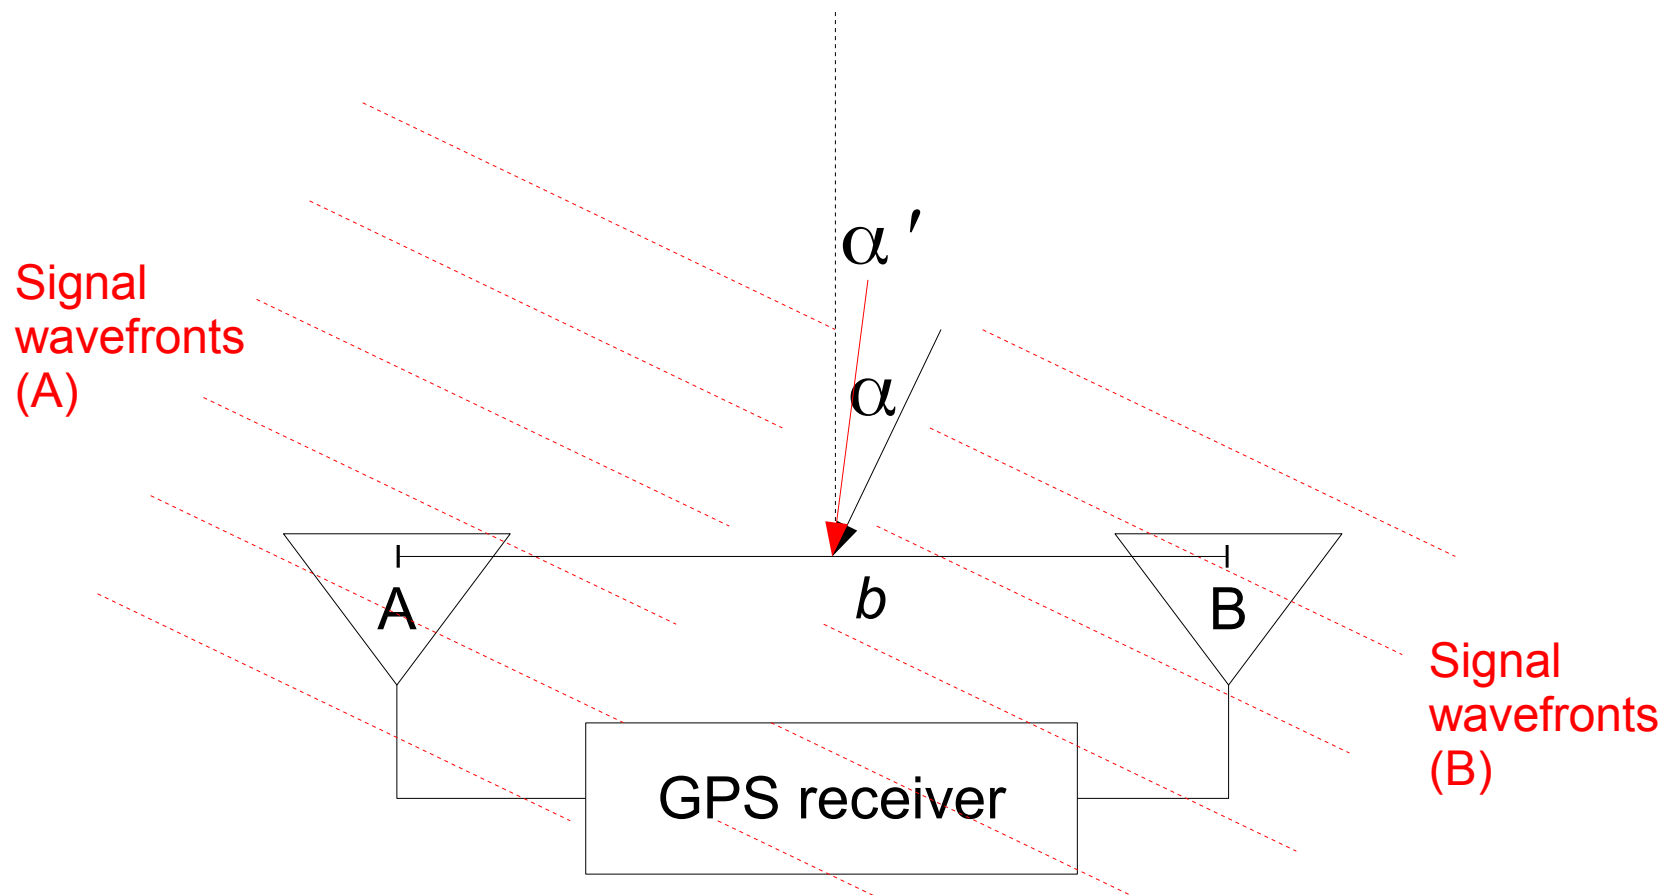 α ′
Signal
wavefronts
(A)
α
b
A
B
Signal
wavefronts
(B)
GPS receiver